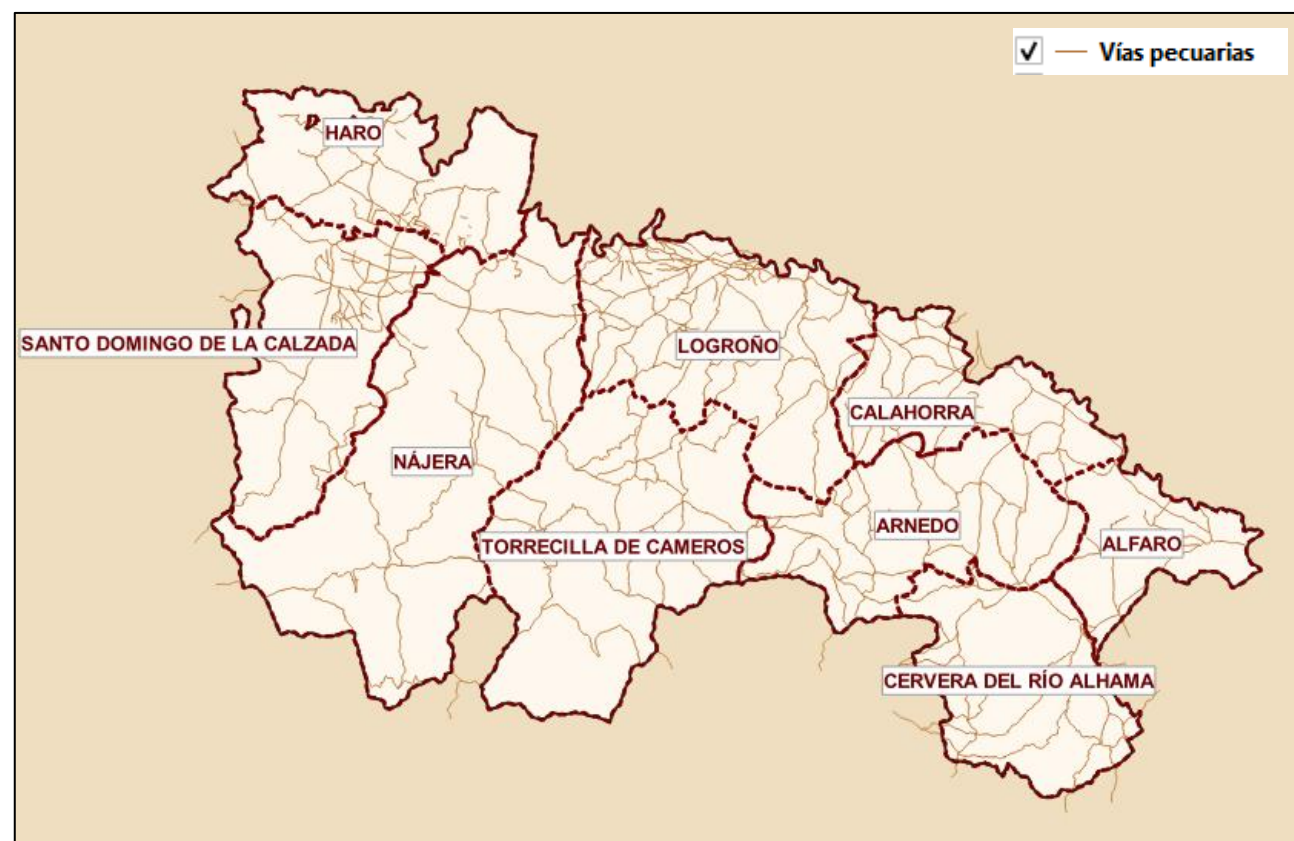 Vías pecuarias
HARO
SANTO DOMINGO DE LA CALZADA
LOGROÑO
CALAHORRA
NÁJERA
ARNEDO
TORRECILLA DE CAMEROS
ALFARO
CERVERA DEL RÍO ALHAMA